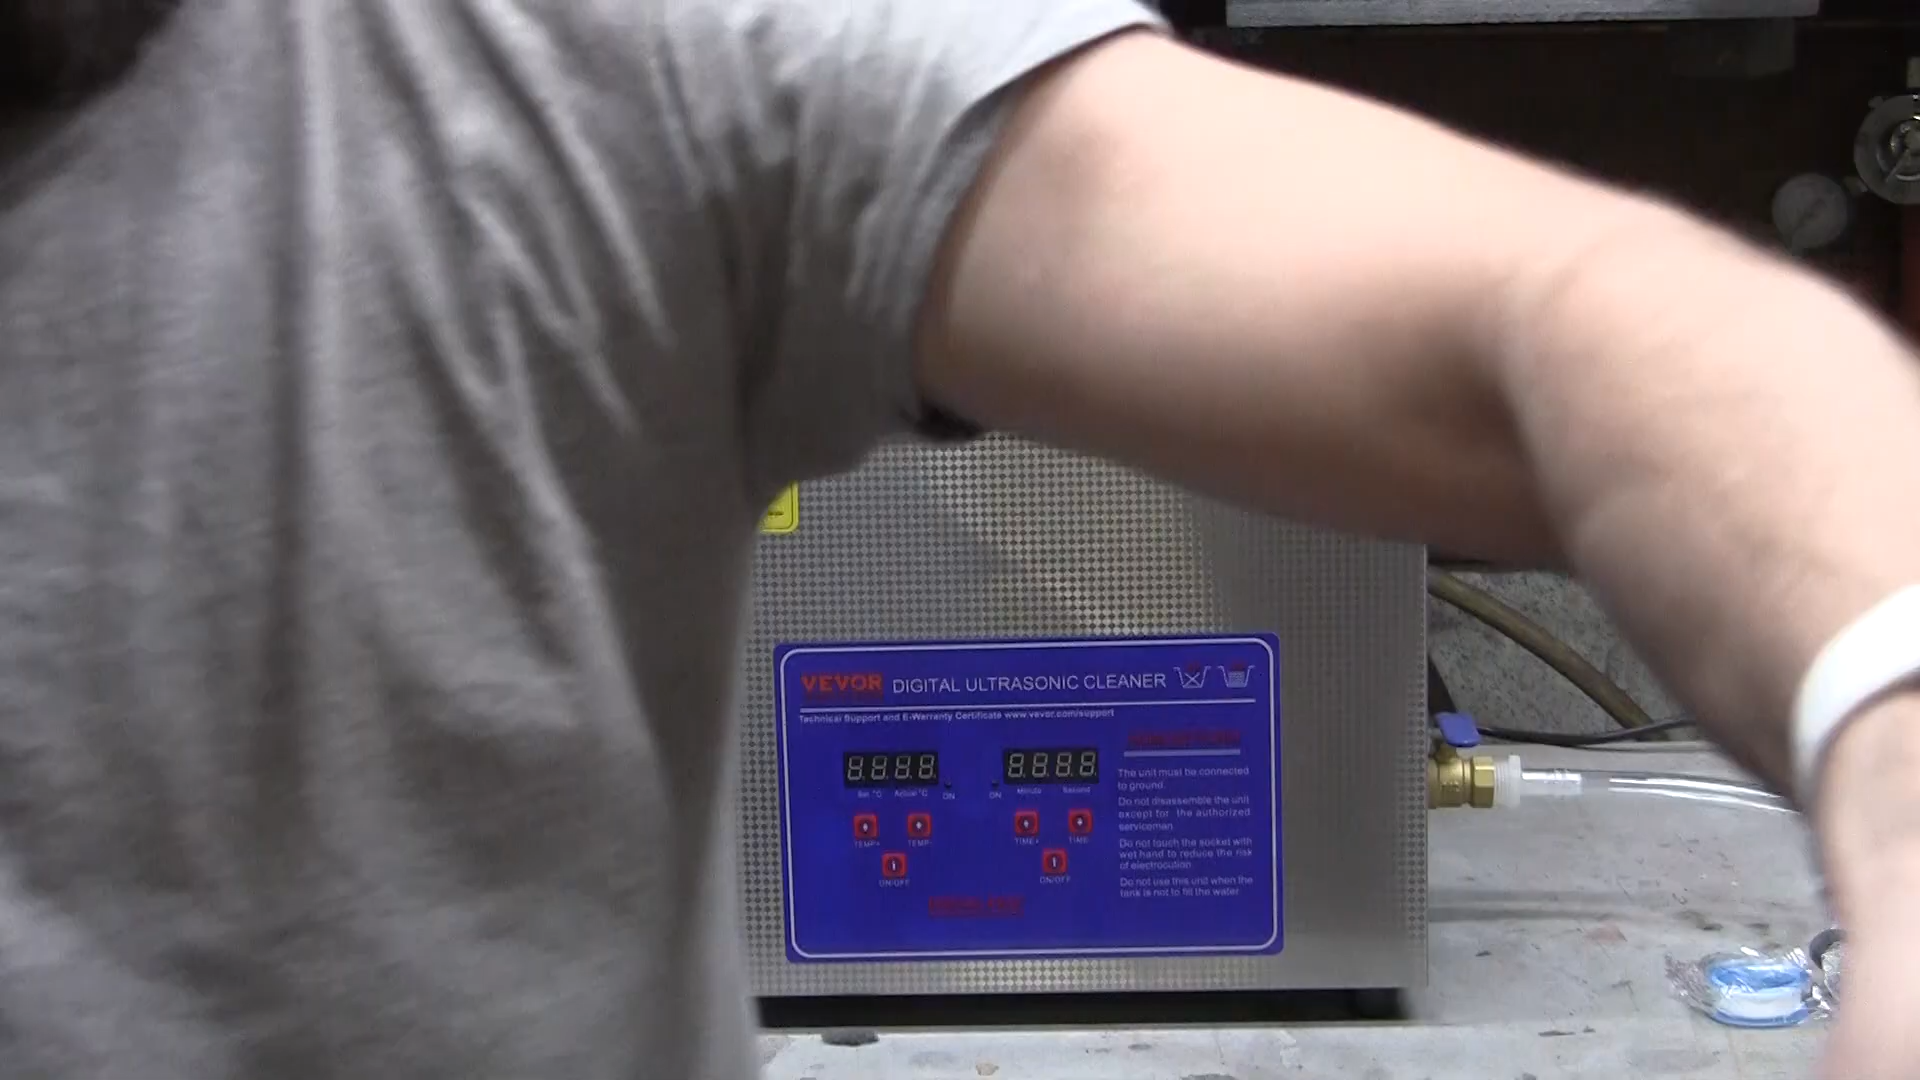 VEVOR DIGITAL ULTRASONIC CLEANER
Technical Support and E-Warranty Certificate www.vevor.com/support
8.8.8.8
8.8.8.8
Set °C Actual °C ON
ON Minute Second
TEMP+ TEMP-
TIME+ TIME-
ON/OFF
ON/OFF
The unit must be connected
to ground.
Do not disassemble the unit
except for the authorized
serviceman.
Do not touch the socket with
wet hand to reduce the risk
of electrocution.
Do not use this unit when the
tank is not to fill the water.